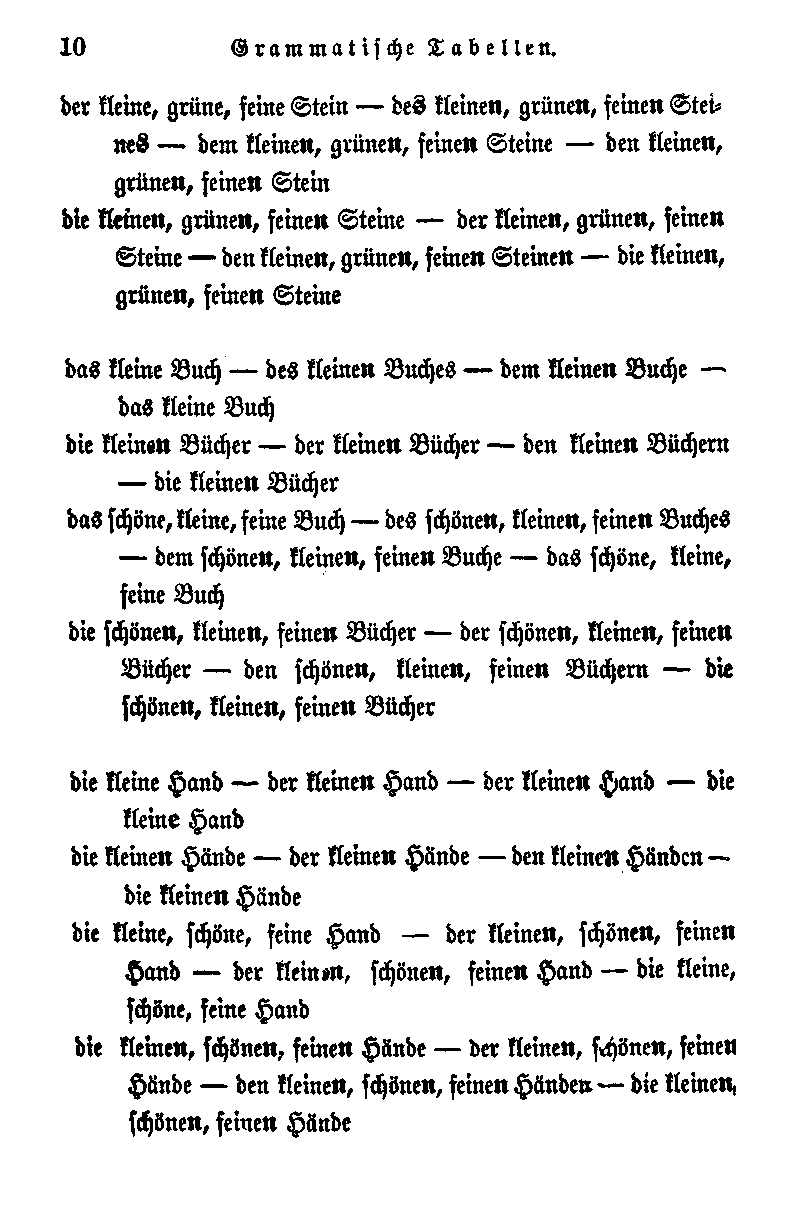 10 Grammatische Tabellen.
der kleine, grüne, feine Stein — des kleinen, grünen, feinen Stei-
nes — dem kleinen, grünen, feinen Steine — den kleinen,
grünen, feinen Stein
die kleinen, grünen, feinen Steine — der kleinen, grünen, feinen
Steine — den kleinen, grünen, feinen Steinen — die kleinen,
grünen, feinen Steine
das kleine Buch — des kleinen Buches — dem kleinen Buche —
das kleine Buch
die kleinen Bücher — der kleinen Bücher — den kleinen Büchern
— die kleinen Bücher
das schöne, kleine, feine Buch — des schönen, kleinen, feinen Buches
— dem schönen, kleinen, feinen Buche — das schöne, kleine,
feine Buch
die schönen, kleinen, feinen Bücher — der schönen, kleinen, feinen
Bücher — den schönen, kleinen, feinen Büchern — die
schönen, kleinen, feinen Bücher
die kleine Hand — der kleinen Hand — der kleinen Hand — die
kleine Hand
die kleinen Hände — der kleinen Hände — den kleinen Händen —
die kleinen Hände
die kleine, schöne, feine Hand — der kleinen, schönen, feinen
Hand — der kleinen, schönen, feinen Hand — die kleine,
schöne, feine Hand
die kleinen, schönen, feinen Hände — der kleinen, schönen, feinen
Hände — den kleinen, schönen, feinen Händen — die kleinen,
schönen, feinen Hände